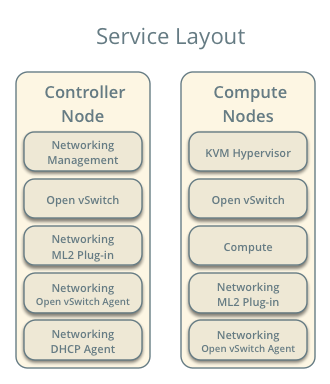 Service Layout
Controller
Node
Networking
Management
Open vSwitch
Networking
ML2 Plug-in
Networking
Open vSwitch Agent
Networking
DHCP Agent
Compute
Nodes
KVM Hypervisor
Open vSwitch
Compute
Networking
ML2 Plug-in
Networking
Open vSwitch Agent